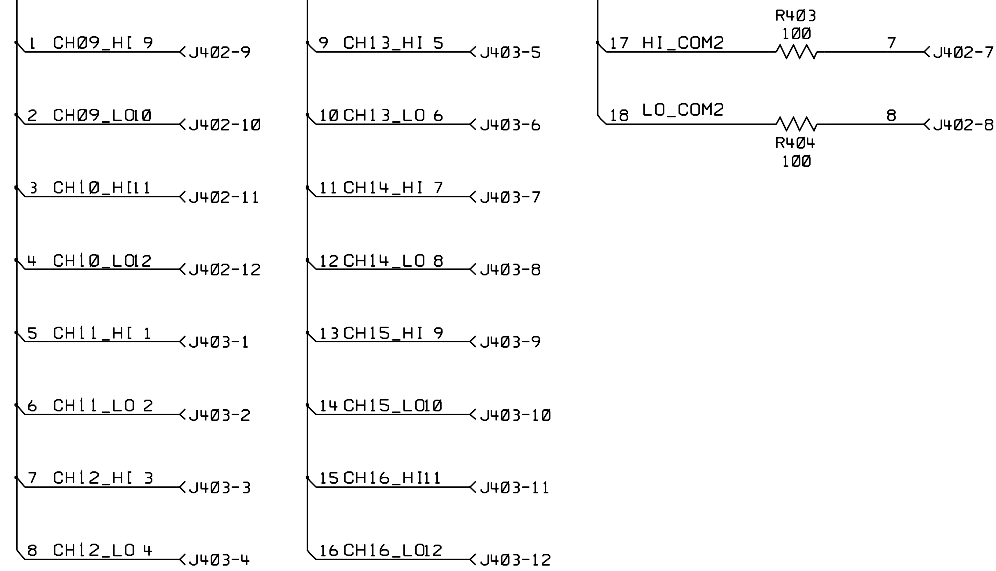 R403
100
1 CH09_HI 9 J402-9
9 CH13_HI 5 J403-5
17 HI_COM2 7 J402-7
2 CH09_LO10 J402-10
10 CH13_LO 6 J403-6
18 LO_COM2 8 J402-8
R404
100
3 CH10_HI11 J402-11
11 CH14_HI 7 J403-7
4 CH10_LO12 J402-12
12 CH14_LO 8 J403-8
5 CH11_HI 1 J403-1
13 CH15_HI 9 J403-9
6 CH11_LO 2 J403-2
14 CH15_LO10 J403-10
7 CH12_HI 3 J403-3
15 CH16_HI11 J403-11
8 CH12_LO 4 J403-4
16 CH16_LO12 J403-12